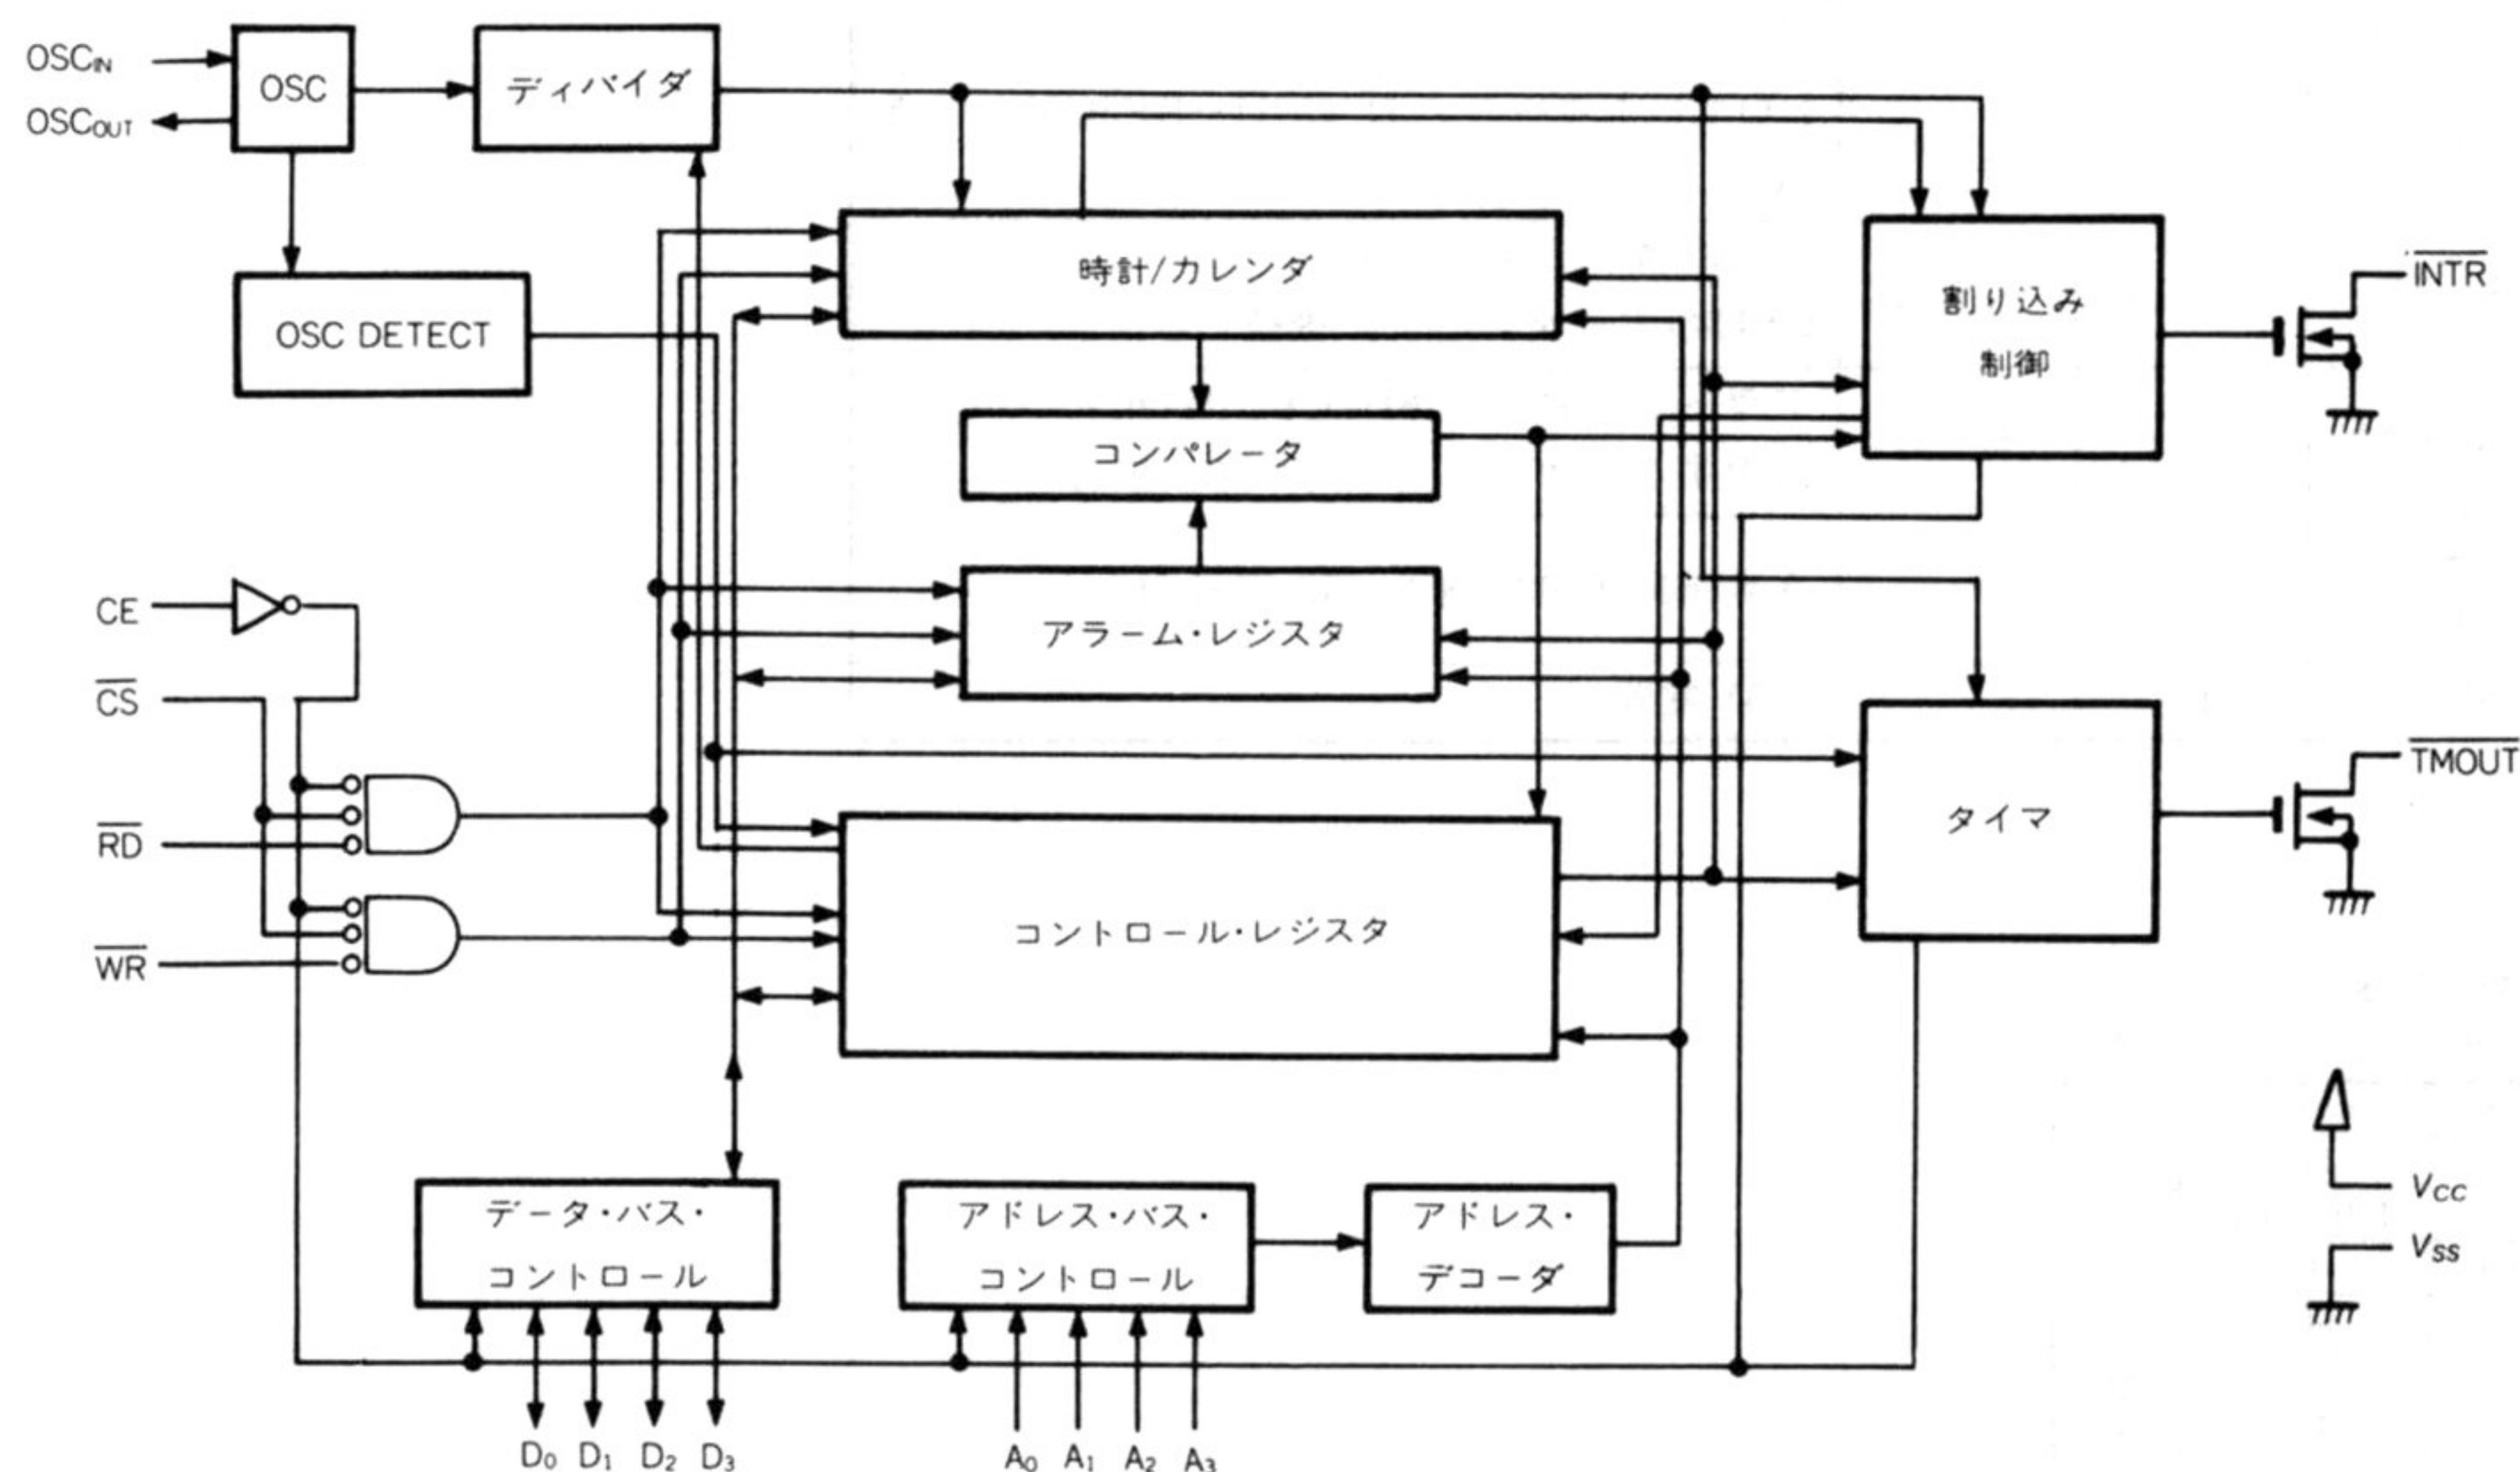 OSCIN
OSCOUT
OSC
ディバイダ
OSC DETECT
時計/カレンダ
割り込み
制御
INTR
コンパレータ
CE
アラーム・レジスタ
CS
RD
WR
コントロール・レジスタ
タイマ
TMOUT
データ・バス・
コントロール
アドレス・バス・
コントロール
アドレス・
デコーダ
VCC
VSS
D0 D1 D2 D3
A0 A1 A2 A3